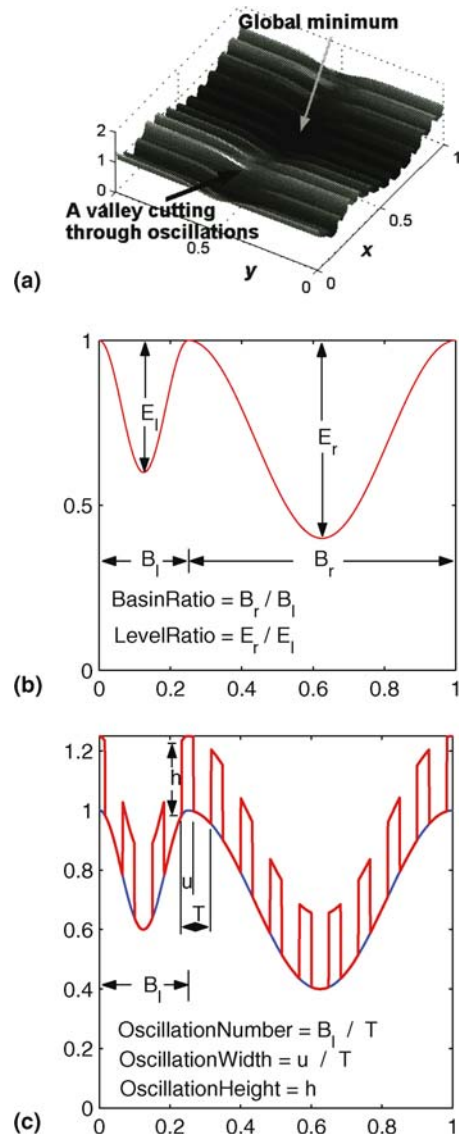 Global minimum
2
1
0
1
A valley cutting
through oscillations
0.5
0.5
y
x
0
0
(a)
1
E_l
E_r
0.5
B_l
B_r
BasinRatio = B_r / B_l
LevelRatio = E_r / E_l
0
(b)
0 0.2 0.4 0.6 0.8 1
1.2
h
1
0.8
u
T
0.6
B_l
0.4
OscillationNumber = B_l / T
0.2
OscillationWidth = u / T
OscillationHeight = h
0
(c)
0 0.2 0.4 0.6 0.8 1